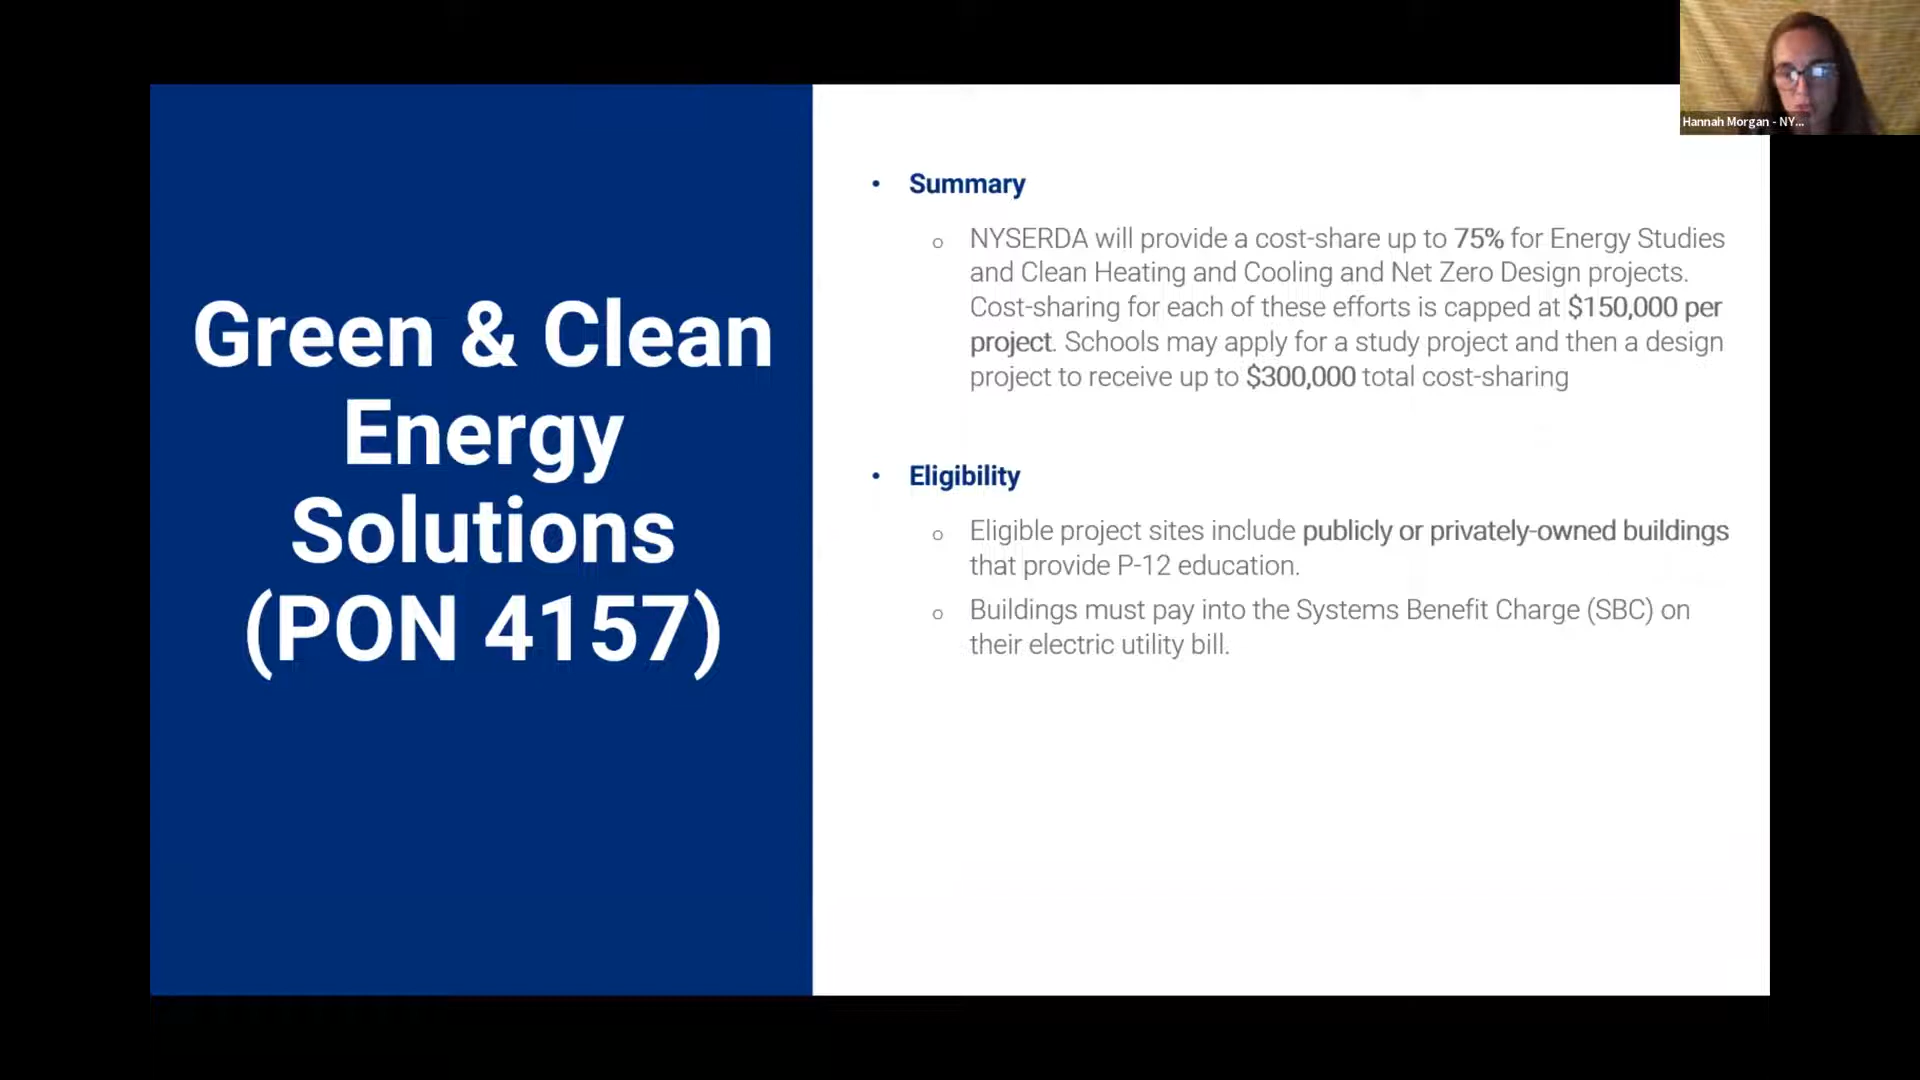 Hannah Morgan - NY...
Green & Clean
Energy
Solutions
(PON 4157)
• Summary
○ NYSERDA will provide a cost-share up to 75% for Energy Studies
and Clean Heating and Cooling and Net Zero Design projects.
Cost-sharing for each of these efforts is capped at $150,000 per
project. Schools may apply for a study project and then a design
project to receive up to $300,000 total cost-sharing
• Eligibility
○ Eligible project sites include publicly or privately-owned buildings
that provide P-12 education.
○ Buildings must pay into the Systems Benefit Charge (SBC) on
their electric utility bill.